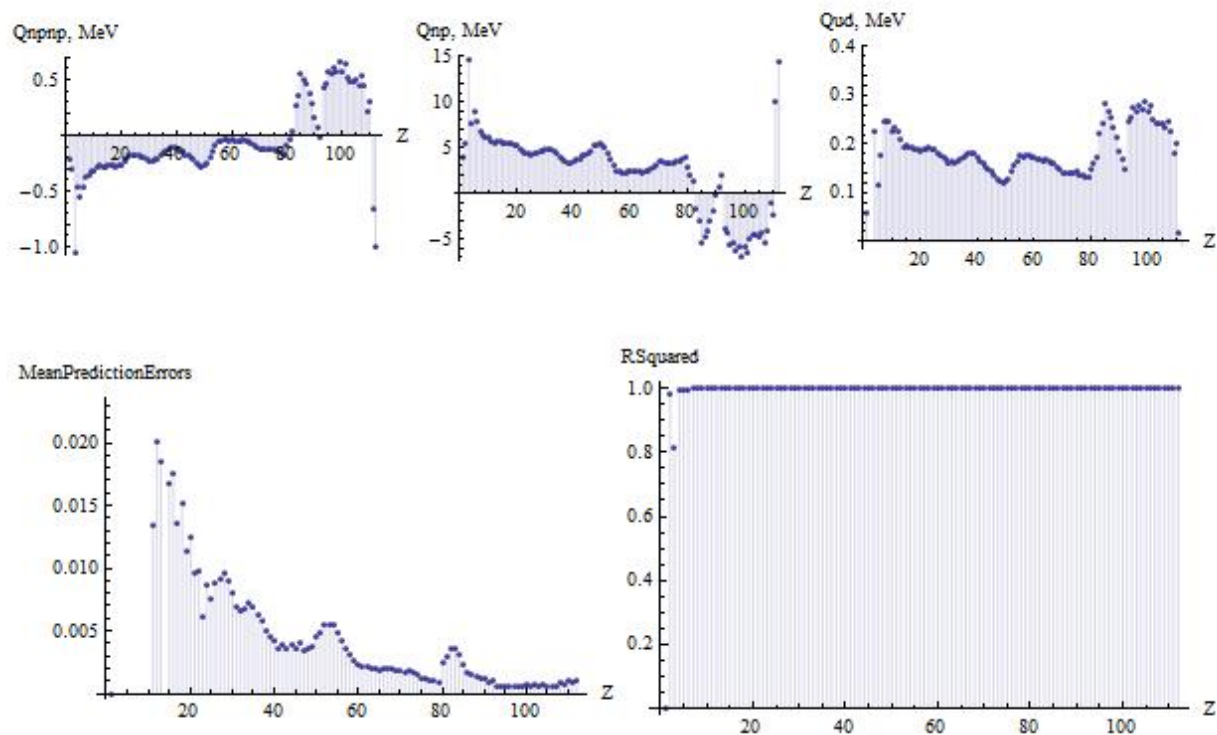 Qnpnp, MeV
0.5
−0.5
−1.0
20 40 60 80 100 Z
Qnp, MeV
15
10
5
−5
20 40 60 80 100 Z
Qud, MeV
0.4
0.3
0.2
0.1
20 40 60 80 100 Z
MeanPredictionErrors
0.020
0.015
0.010
0.005
20 40 60 80 100 Z
RSquared
1.0
0.8
0.6
0.4
0.2
20 40 60 80 100 Z